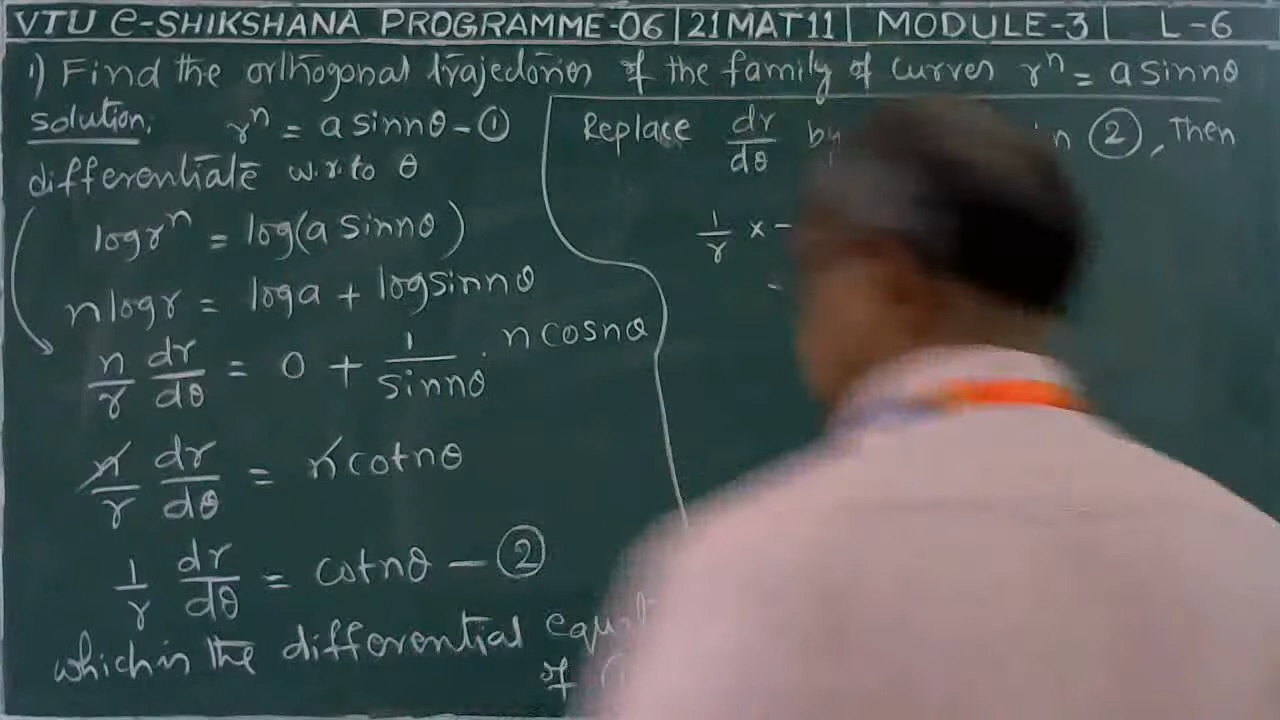 VTU e-SHIKSHANA PROGRAMME-06 | 21MAT11 | MODULE-3 | L-6
1) Find the orthogonal trajectories of the family of curves r^n = a sin nθ
solution: r^n = a sin nθ - ①
differentiate w.r.to θ
log r^n = log(a sin nθ)
n log r = log a + log sin nθ
n/r dr/dθ = 0 + 1/sin nθ · n cos nθ
n/r dr/dθ = n cot nθ
1/r dr/dθ = cot nθ - ②
which is the differential
of
Replace dr/dθ by in ②, Then
1/r × -